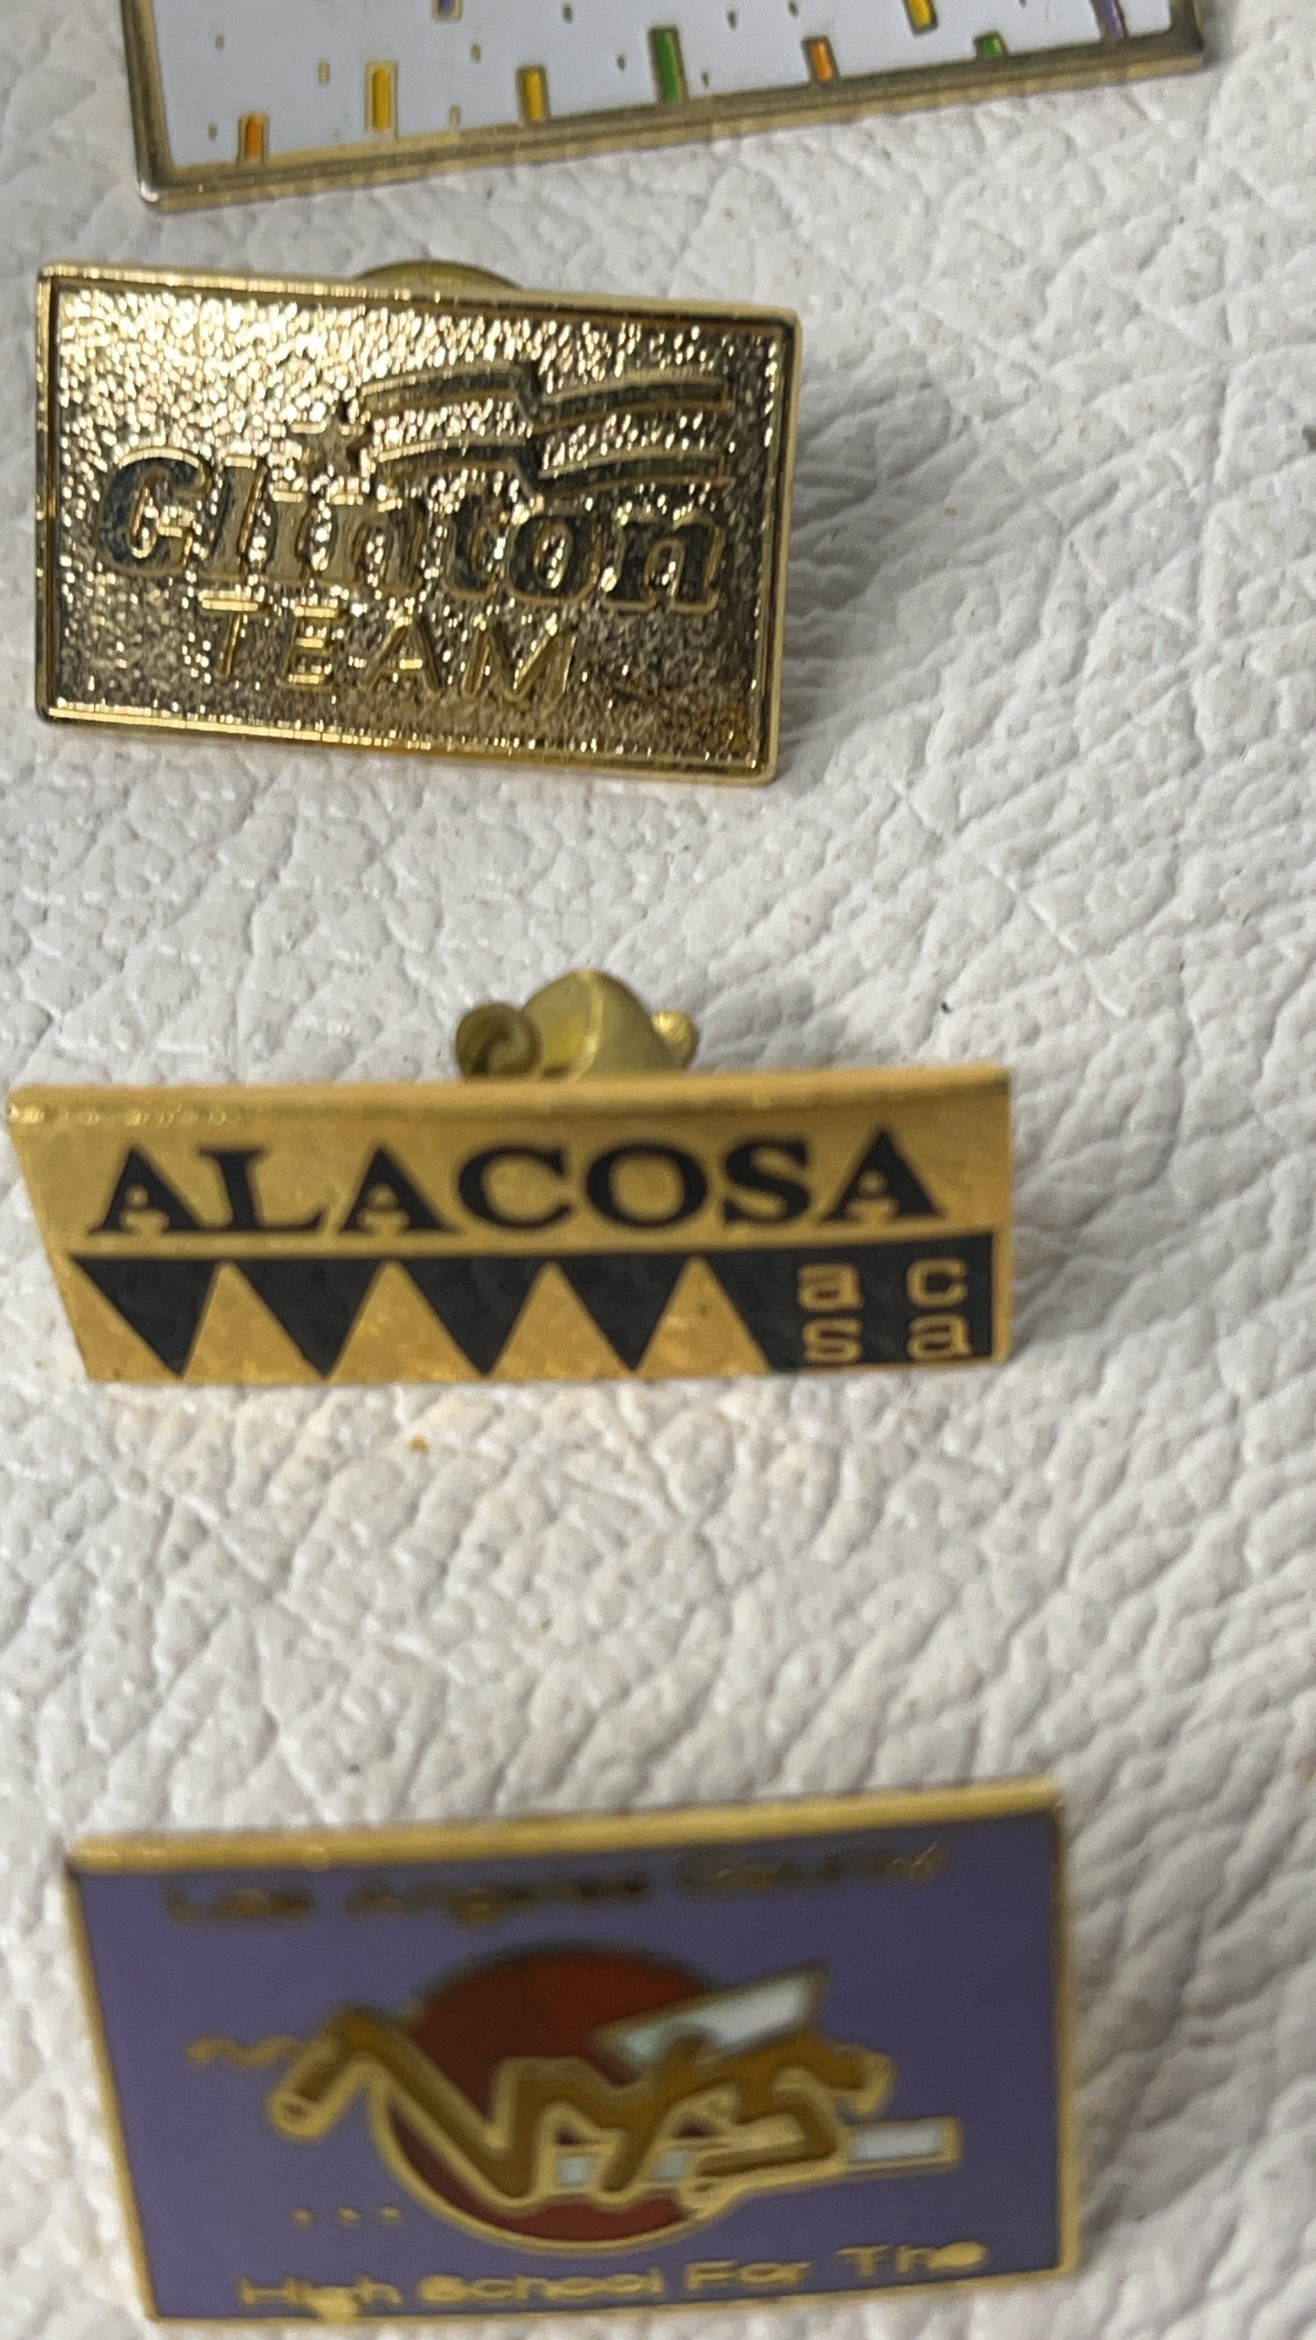 Clinton
TEAM
ALACOSA
a c
s a
Los Angeles County
High School For The